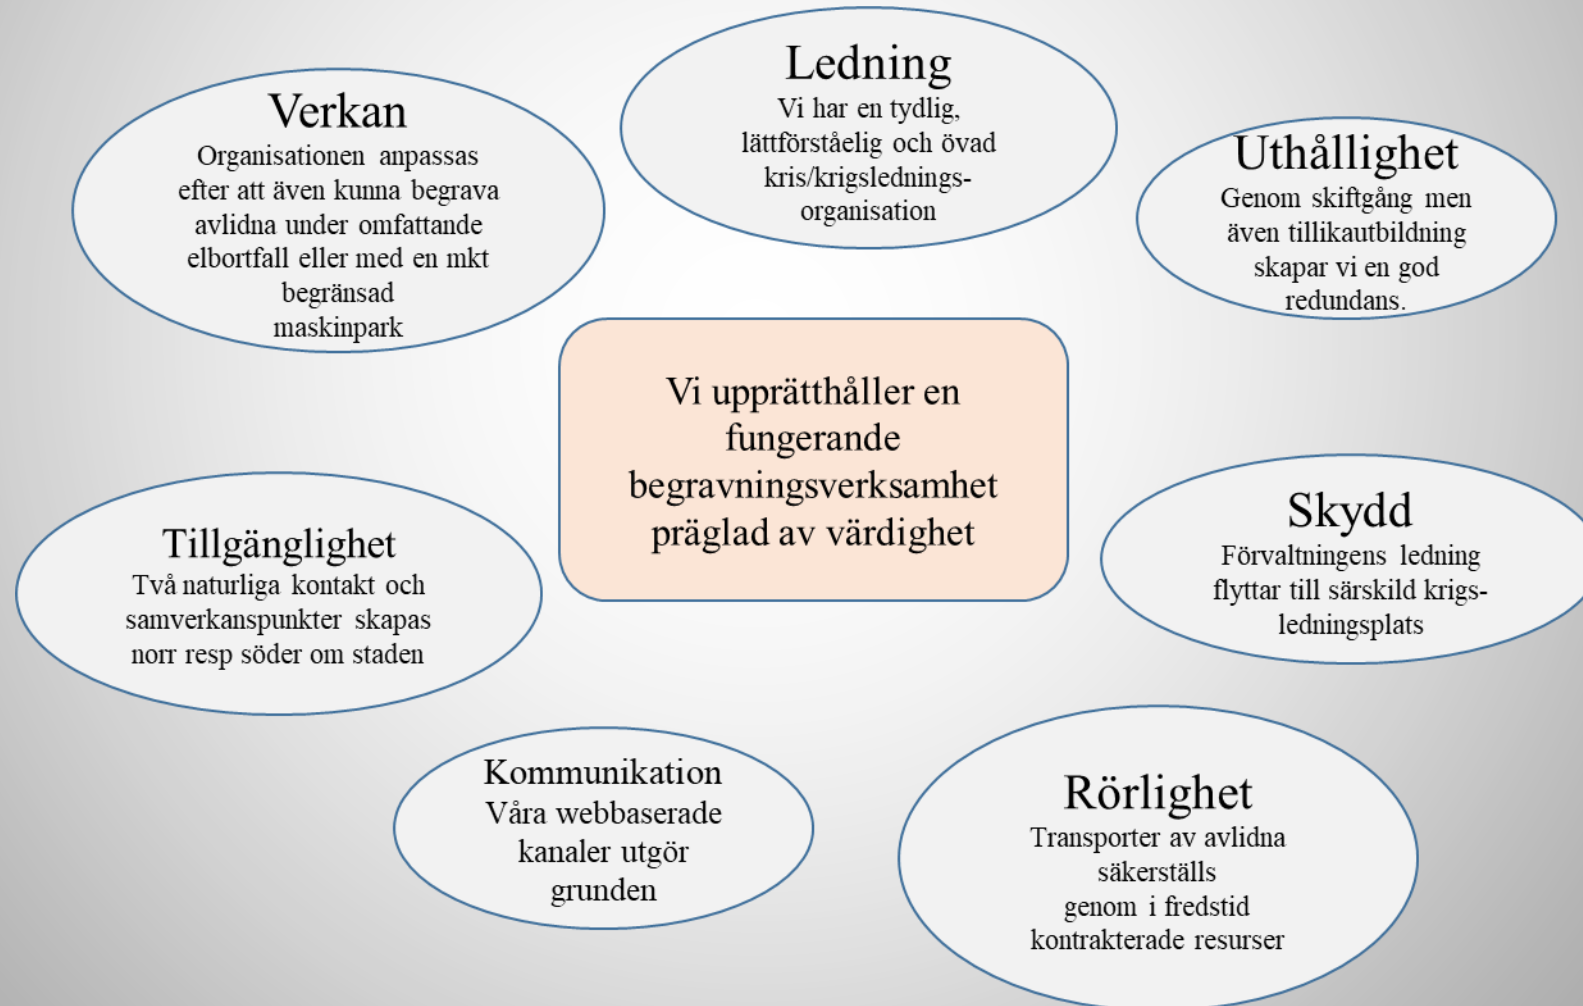 Ledning
Vi har en tydlig,
lättförståelig och övad
kris/krigslednings-
organisation
Verkan
Organisationen anpassas
efter att även kunna begrava
avlidna under omfattande
elbortfall eller med en mkt
begränsad
maskinpark
Uthållighet
Genom skiftgång men
även tillikautbildning
skapar vi en god
redundans.
Vi upprätthåller en
fungerande
begravningsverksamhet
präglad av värdighet
Tillgänglighet
Två naturliga kontakt och
samverkanspunkter skapas
norr resp söder om staden
Skydd
Förvaltningens ledning
flyttar till särskild krigs-
ledningsplats
Kommunikation
Våra webbaserade
kanaler utgör
grunden
Rörlighet
Transporter av avlidna
säkerställs
genom i fredstid
kontrakterade resurser